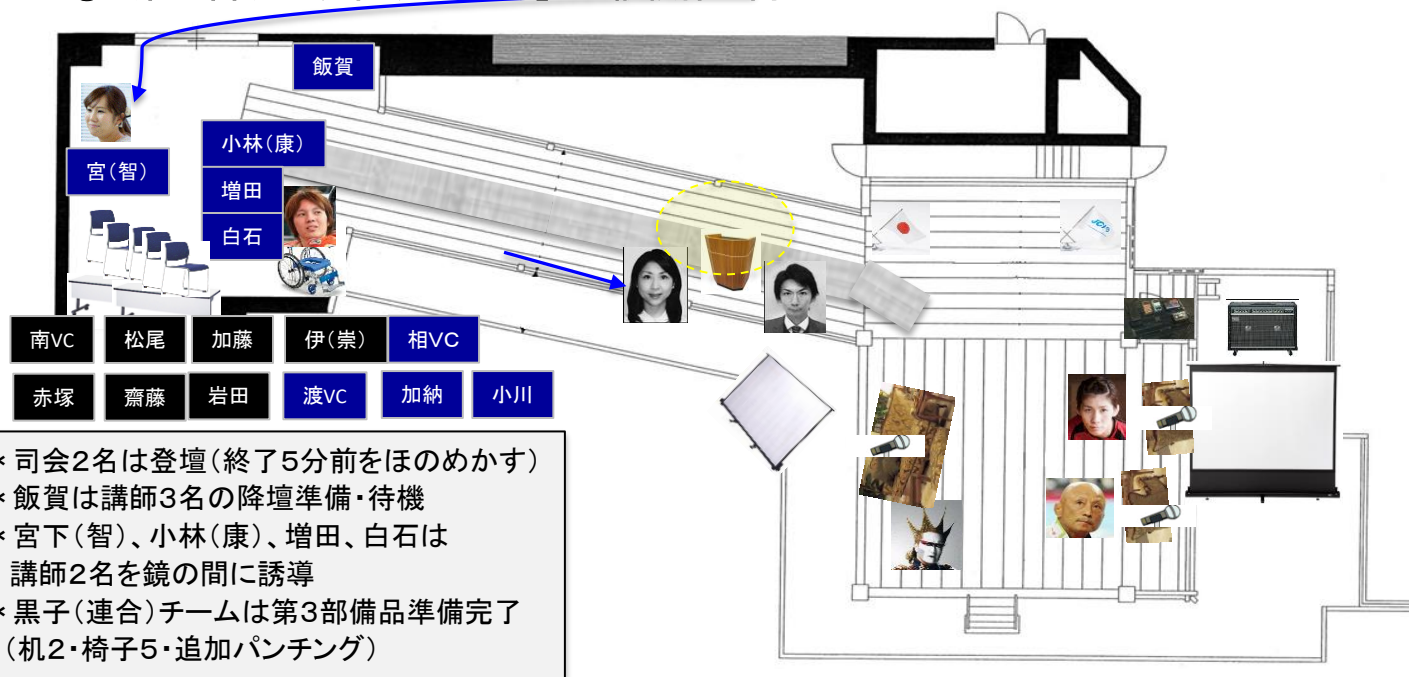 飯賀
小林(康)
宮(智)
増田
白石
南VC
松尾
加藤
伊(崇)
相VC
赤塚
齋藤
岩田
渡VC
加納
小川
* 司会2名は登壇(終了5分前をほのめかす)
* 飯賀は講師3名の降壇準備・待機
* 宮下(智)、小林(康)、増田、白石は
講師2名を鏡の間に誘導
* 黒子(連合)チームは第3部備品準備完了
(机2・椅子5・追加パンチング)